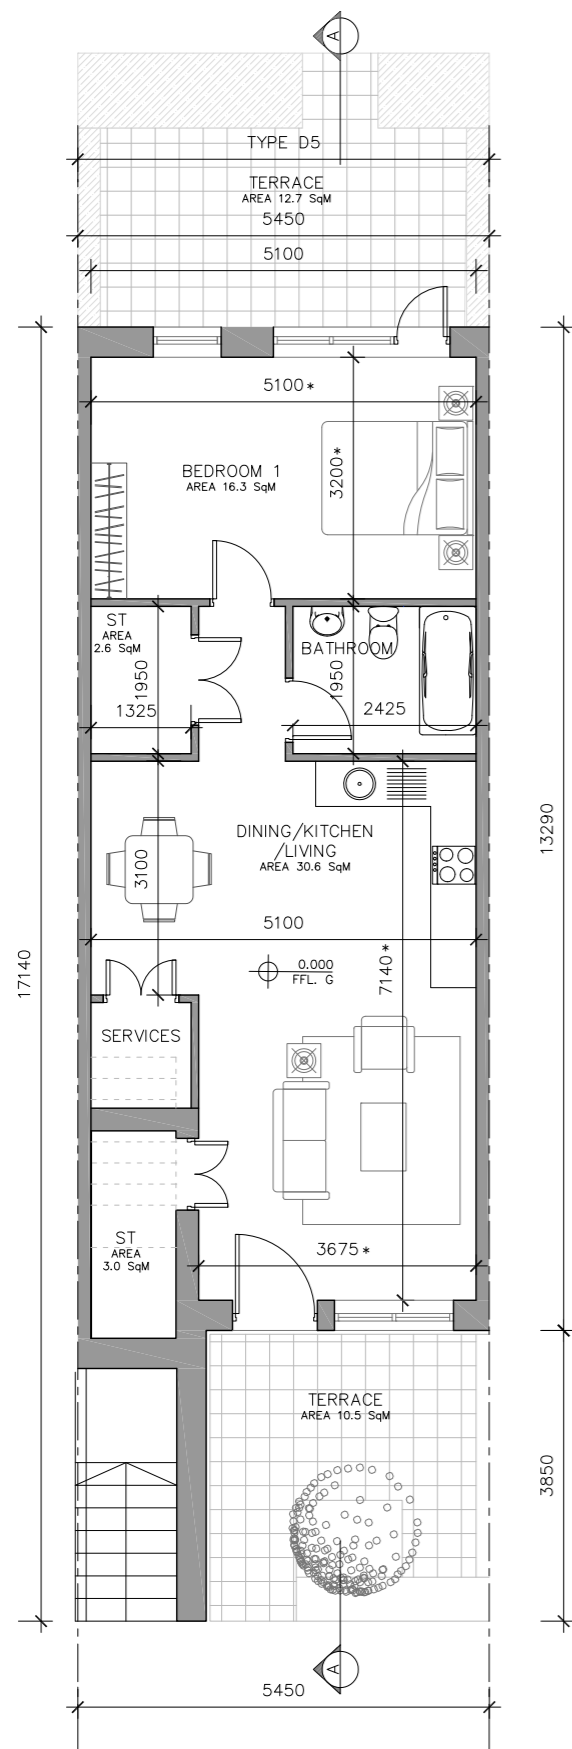 A
TYPE D5
TERRACE
AREA 12.7 SqM
5450
5100
5100*
BEDROOM 1
AREA 16.3 SqM
3200*
ST
AREA
2.6 SqM
1950
1325
BATHROOM
1950
2425
DINING/KITCHEN
/LIVING
AREA 30.6 SqM
3100
5100
0.000
FFL. G
7140*
13290
17140
SERVICES
ST
AREA
3.0 SqM
3675*
TERRACE
AREA 10.5 SqM
3850
A
5450